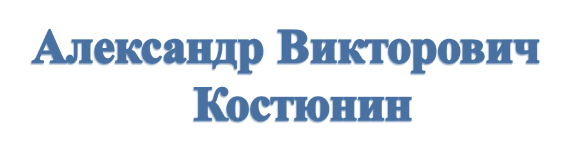 Александр Викторович
Костюнин